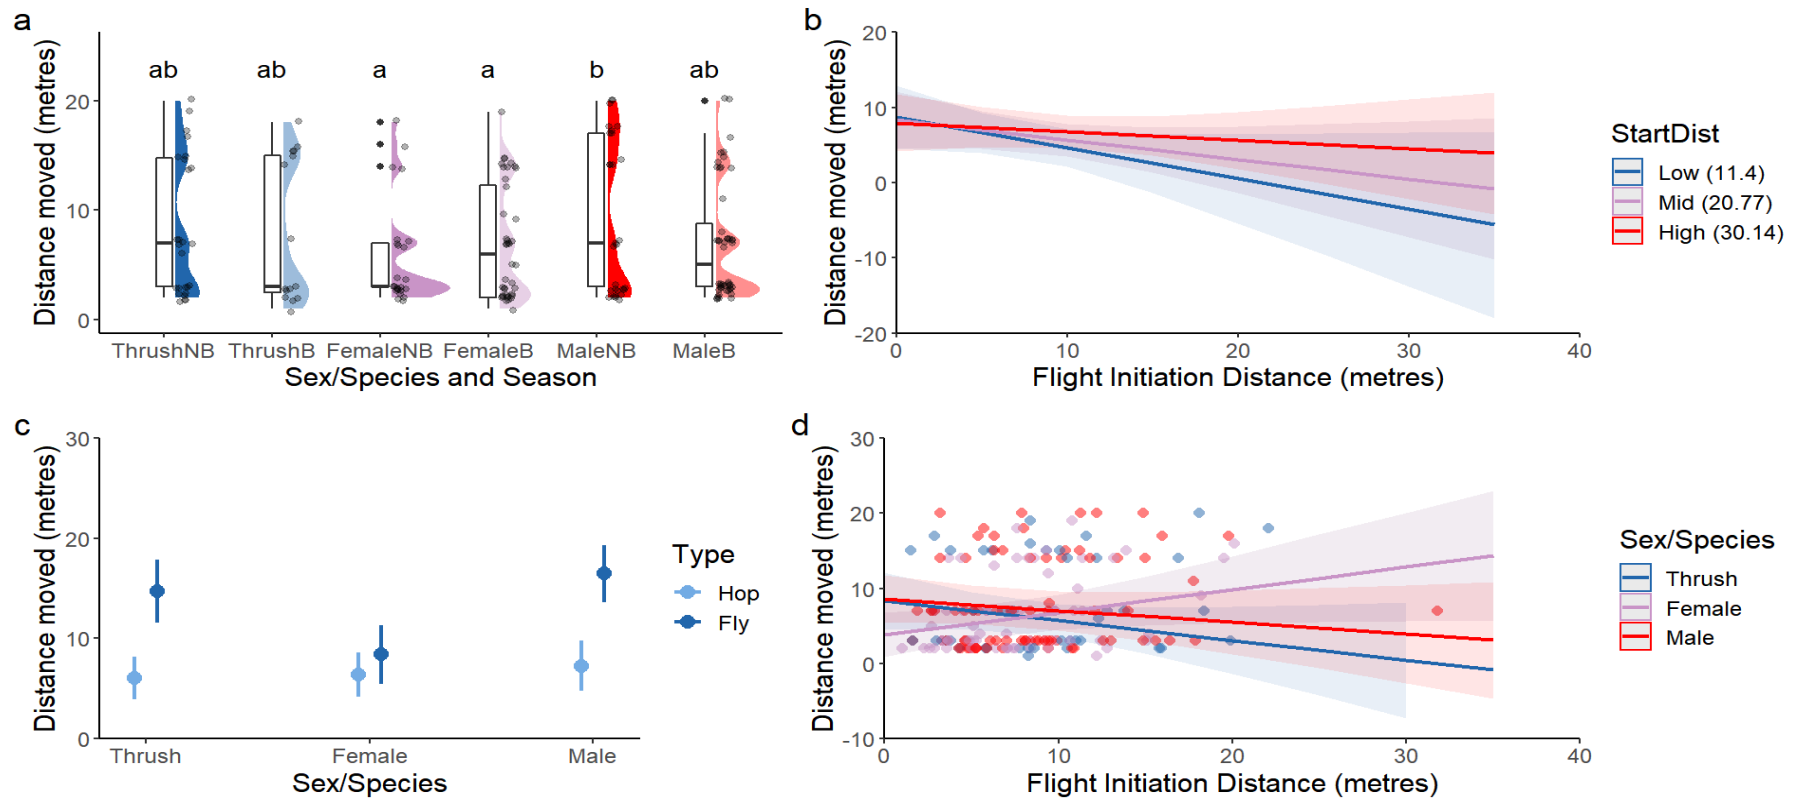 a
Distance moved (metres)
20
10
0
ab
ab
a
a
b
ab
ThrushNB
ThrushB
FemaleNB
FemaleB
MaleNB
MaleB
Sex/Species and Season
b
Distance moved (metres)
20
10
0
-10
-20
0
10
20
30
40
Flight Initiation Distance (metres)
StartDist
Low (11.4)
Mid (20.77)
High (30.14)
c
Distance moved (metres)
30
20
10
0
Thrush
Female
Male
Sex/Species
Type
Hop
Fly
d
Distance moved (metres)
30
20
10
0
-10
0
10
20
30
40
Flight Initiation Distance (metres)
Sex/Species
Thrush
Female
Male